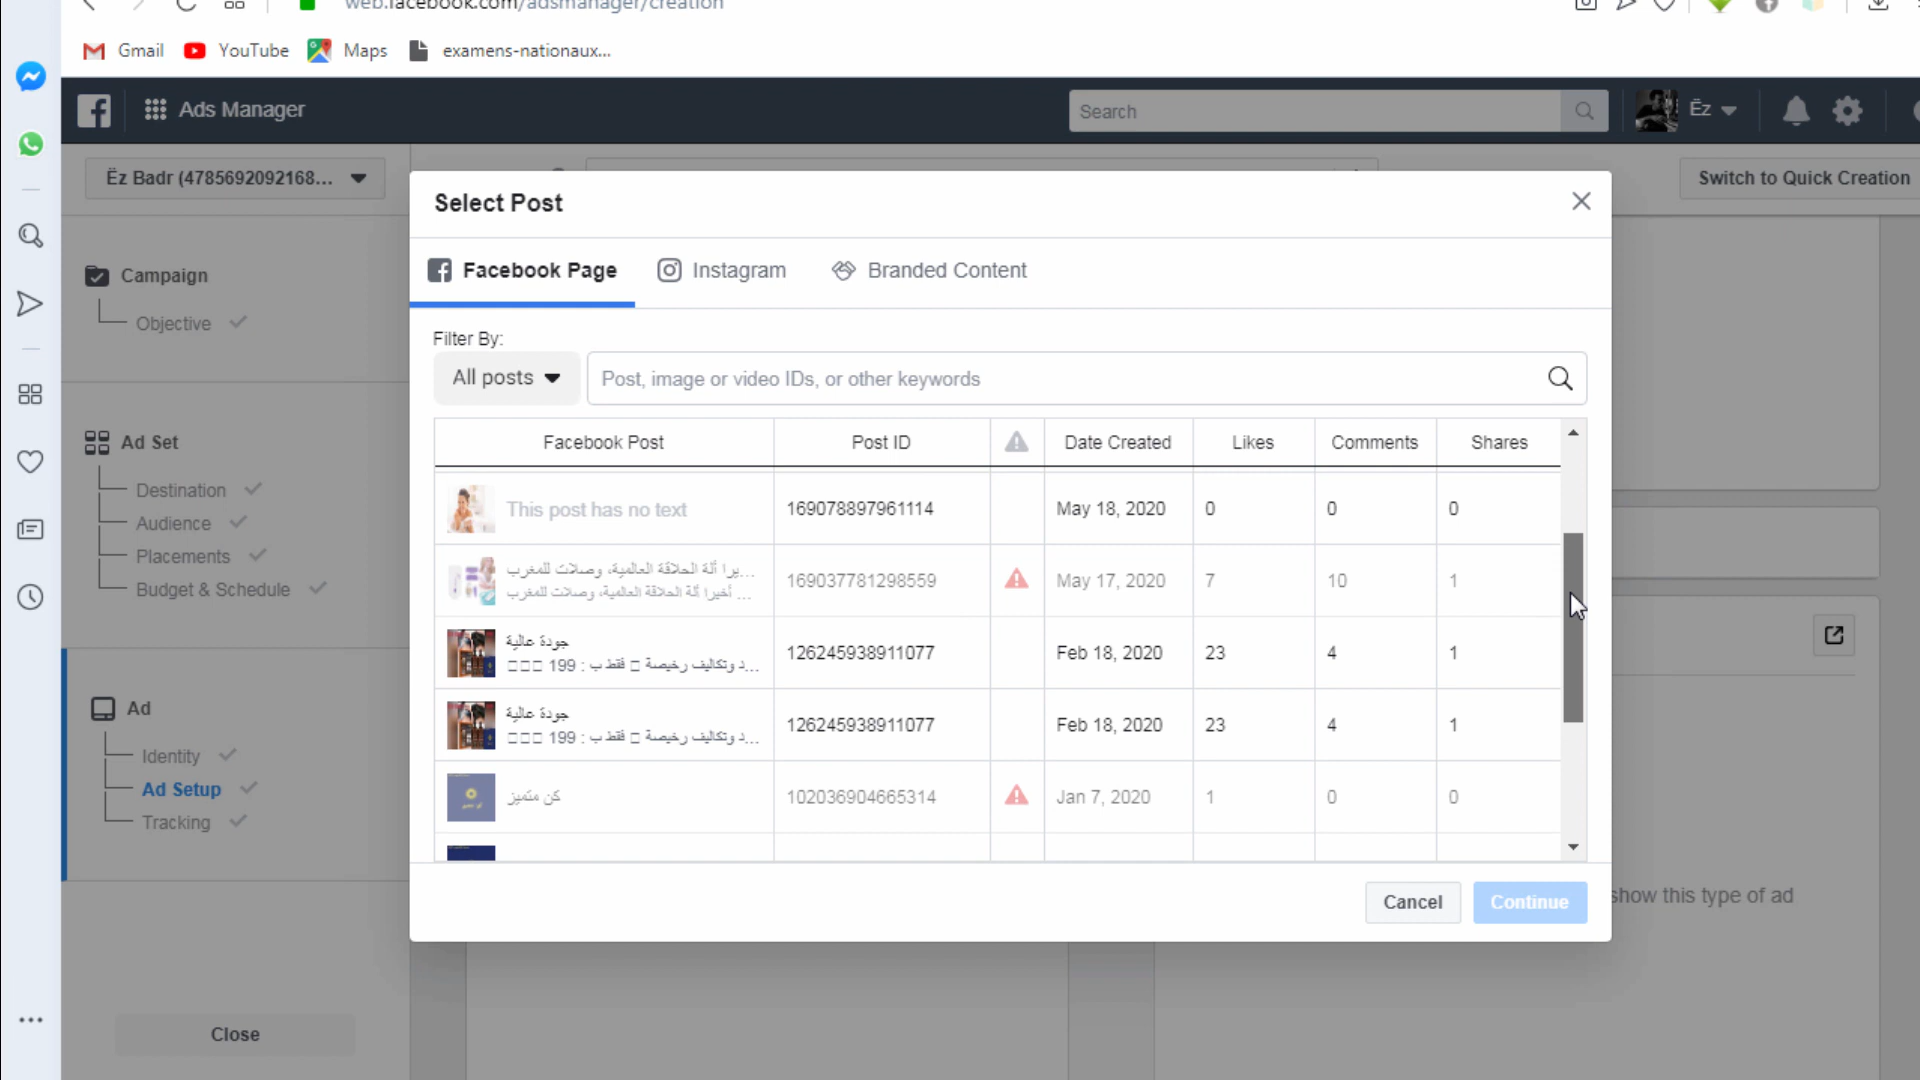 web.facebook.com/adsmanager/creation
Gmail
YouTube
Maps
examens-nationaux...
Ads Manager
Search
Ëz
Ëz Badr (4785692092168...
Switch to Quick Creation
Select Post
Facebook Page
Instagram
Branded Content
Campaign
Objective
Ad Set
Destination
Audience
Placements
Budget & Schedule
Ad
Identity
Ad Setup
Tracking
Close
Filter By:
All posts
Post, image or video IDs, or other keywords
Facebook Post Post ID Date Created Likes Comments Shares
This post has no text 169078897961114 May 18, 2020 0 0 0
...يرا ألة الحلاقة العالمية، وصلات للمغرب
أخيرا ألة الحلاقة العالمية، وصلات للمغرب ...
169037781298559 May 17, 2020 7 10 1
جودة عالية
د وتكاليف رخيصة □ فقط ب : 199 □□□...
126245938911077 Feb 18, 2020 23 4 1
جودة عالية
د وتكاليف رخيصة □ فقط ب : 199 □□□...
126245938911077 Feb 18, 2020 23 4 1
كن متميز 102036904665314 Jan 7, 2020 1 0 0
Cancel
Continue
show this type of ad